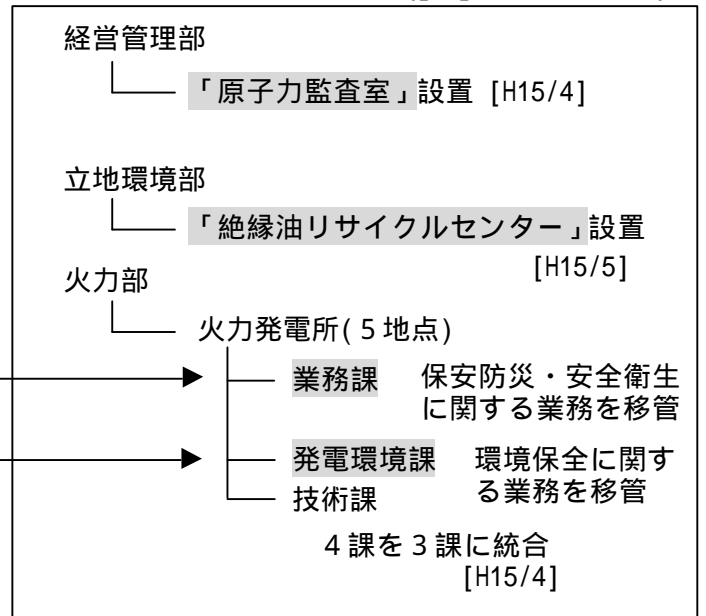 経営管理部
「原子力監査室」設置 [H15/4]
立地環境部
「絶縁油リサイクルセンター」設置
[H15/5]
火力部
火力発電所(5地点)
業務課 保安防災・安全衛生
に関する業務を移管
発電環境課 環境保全に関す
る業務を移管
技術課
4課を3課に統合
[H15/4]